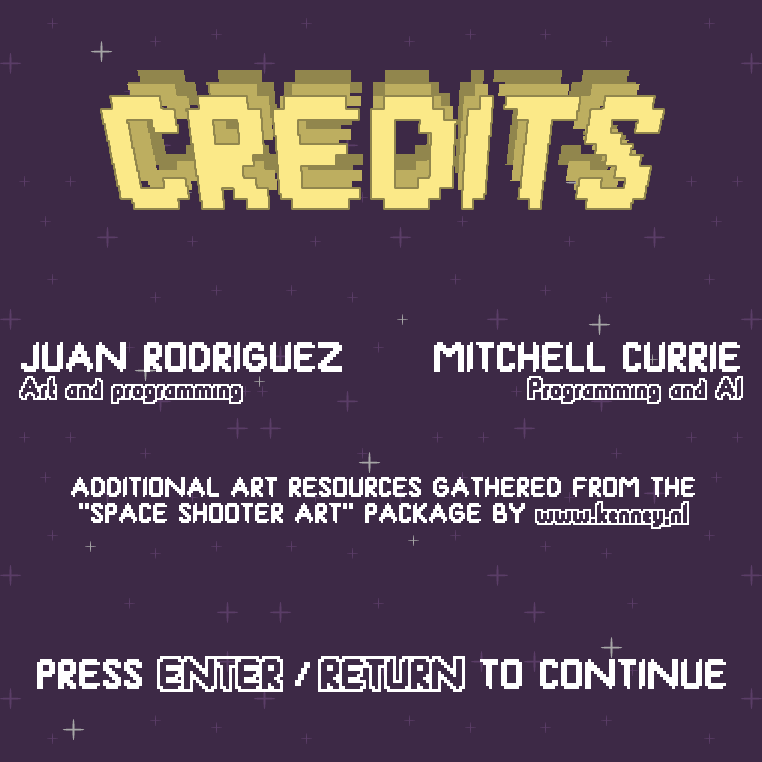 CREDITS
JUAN RODRIGUEZ
Art and programming
MITCHELL CURRIE
Programming and AI
ADDITIONAL ART RESOURCES GATHERED FROM THE
"SPACE SHOOTER ART" PACKAGE BY www.kenney.nl
PRESS ENTER / RETURN TO CONTINUE